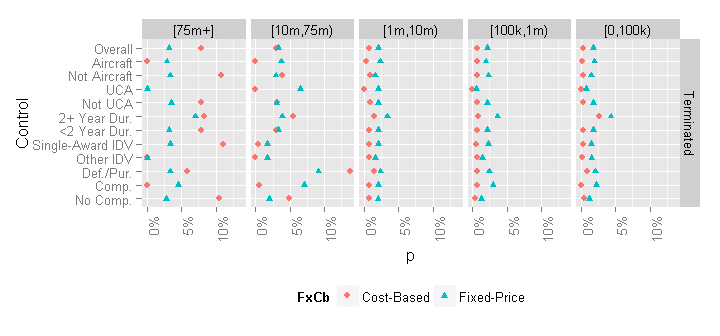 [75m+] [10m,75m) [1m,10m) [100k,1m) [0,100k)
Control
Overall
Aircraft
Not Aircraft
UCA
Not UCA
2+ Year Dur.
<2 Year Dur.
Single-Award IDV
Other IDV
Def./Pur.
Comp.
No Comp.
Terminated
0% 5% 10% 0% 5% 10% 0% 5% 10% 0% 5% 10% 0% 5% 10%
p
FxCb Cost-Based Fixed-Price